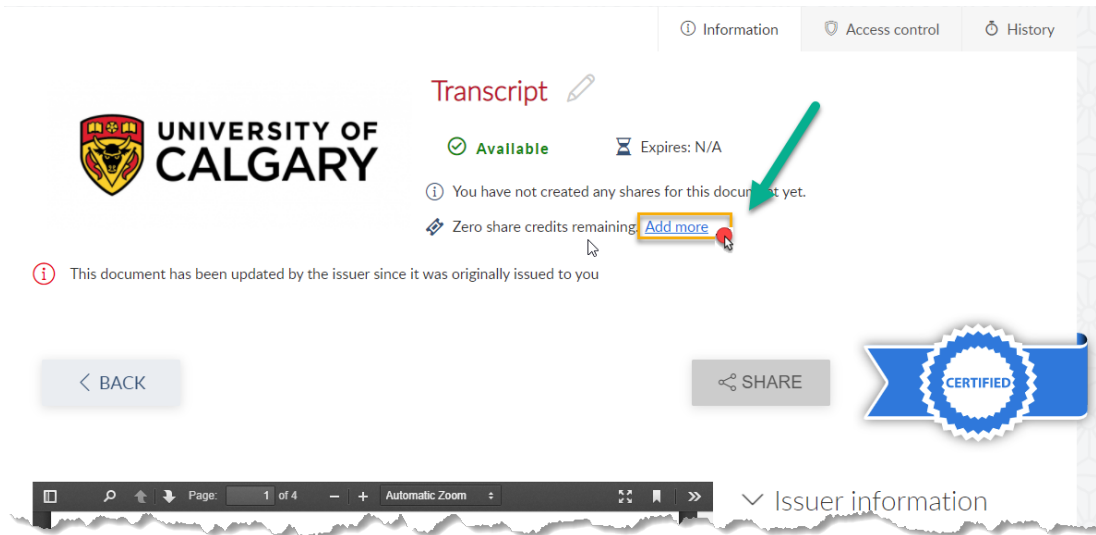 Information
Access control
History
Transcript
UNIVERSITY OF
CALGARY
Available
Expires: N/A
You have not created any shares for this document yet.
Zero share credits remaining. Add more
This document has been updated by the issuer since it was originally issued to you
< BACK
SHARE
CERTIFIED
Page: 1 of 4
Automatic Zoom
Issuer information